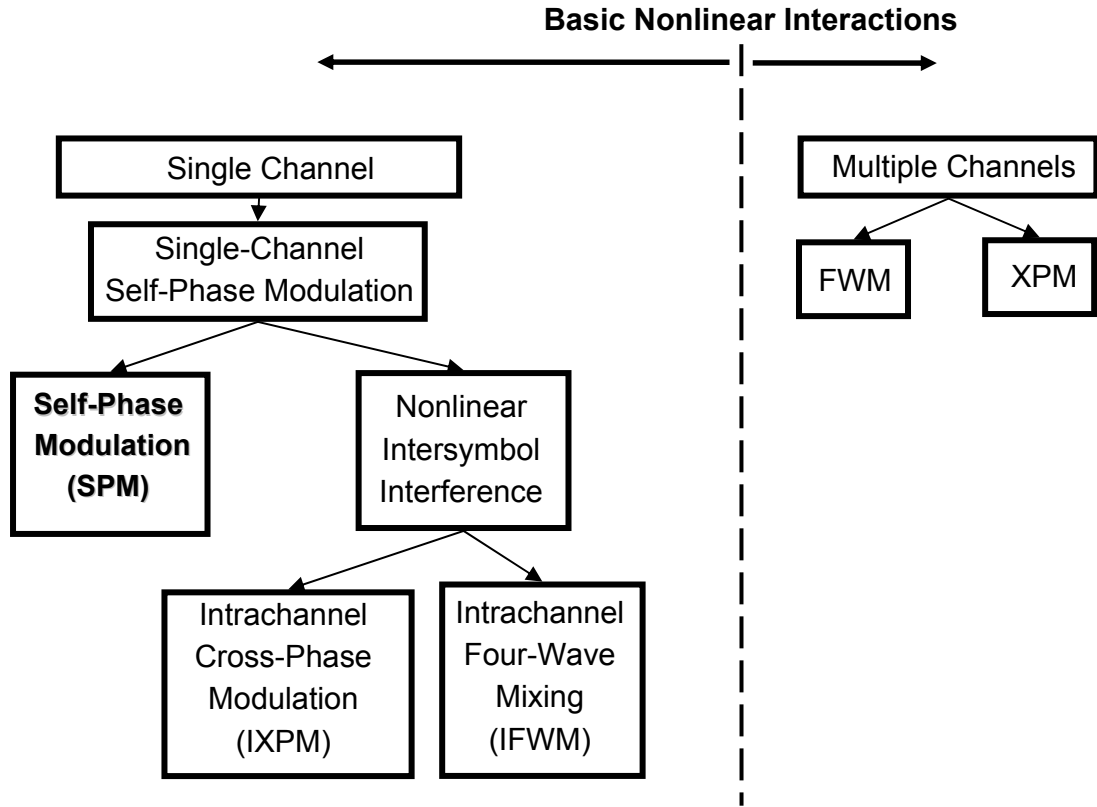 Basic Nonlinear Interactions
Single Channel
Single-Channel
Self-Phase Modulation
Self-Phase
Modulation
(SPM)
Nonlinear
Intersymbol
Interference
Intrachannel
Cross-Phase
Modulation
(IXPM)
Intrachannel
Four-Wave
Mixing
(IFWM)
Multiple Channels
FWM
XPM